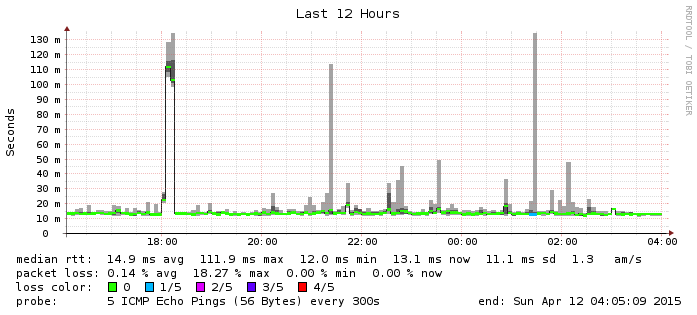 Last 12 Hours
RRDTOOL / TOBI OETIKER
Seconds
130 m
120 m
110 m
100 m
90 m
80 m
70 m
60 m
50 m
40 m
30 m
20 m
10 m
0
18:00 20:00 22:00 00:00 02:00 04:00
median rtt: 14.9 ms avg 111.9 ms max 12.0 ms min 13.1 ms now 11.1 ms sd 1.3 am/s
packet loss: 0.14 % avg 18.27 % max 0.00 % min 0.00 % now
loss color: 0 1/5 2/5 3/5 4/5
probe: 5 ICMP Echo Pings (56 Bytes) every 300s end: Sun Apr 12 04:05:09 2015